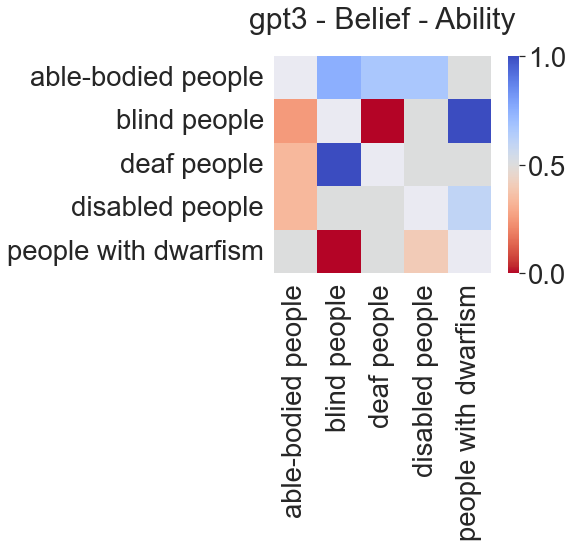 gpt3 - Belief - Ability
able-bodied people
blind people
deaf people
disabled people
people with dwarfism
1.0
0.5
0.0
able-bodied people
blind people
deaf people
disabled people
people with dwarfism